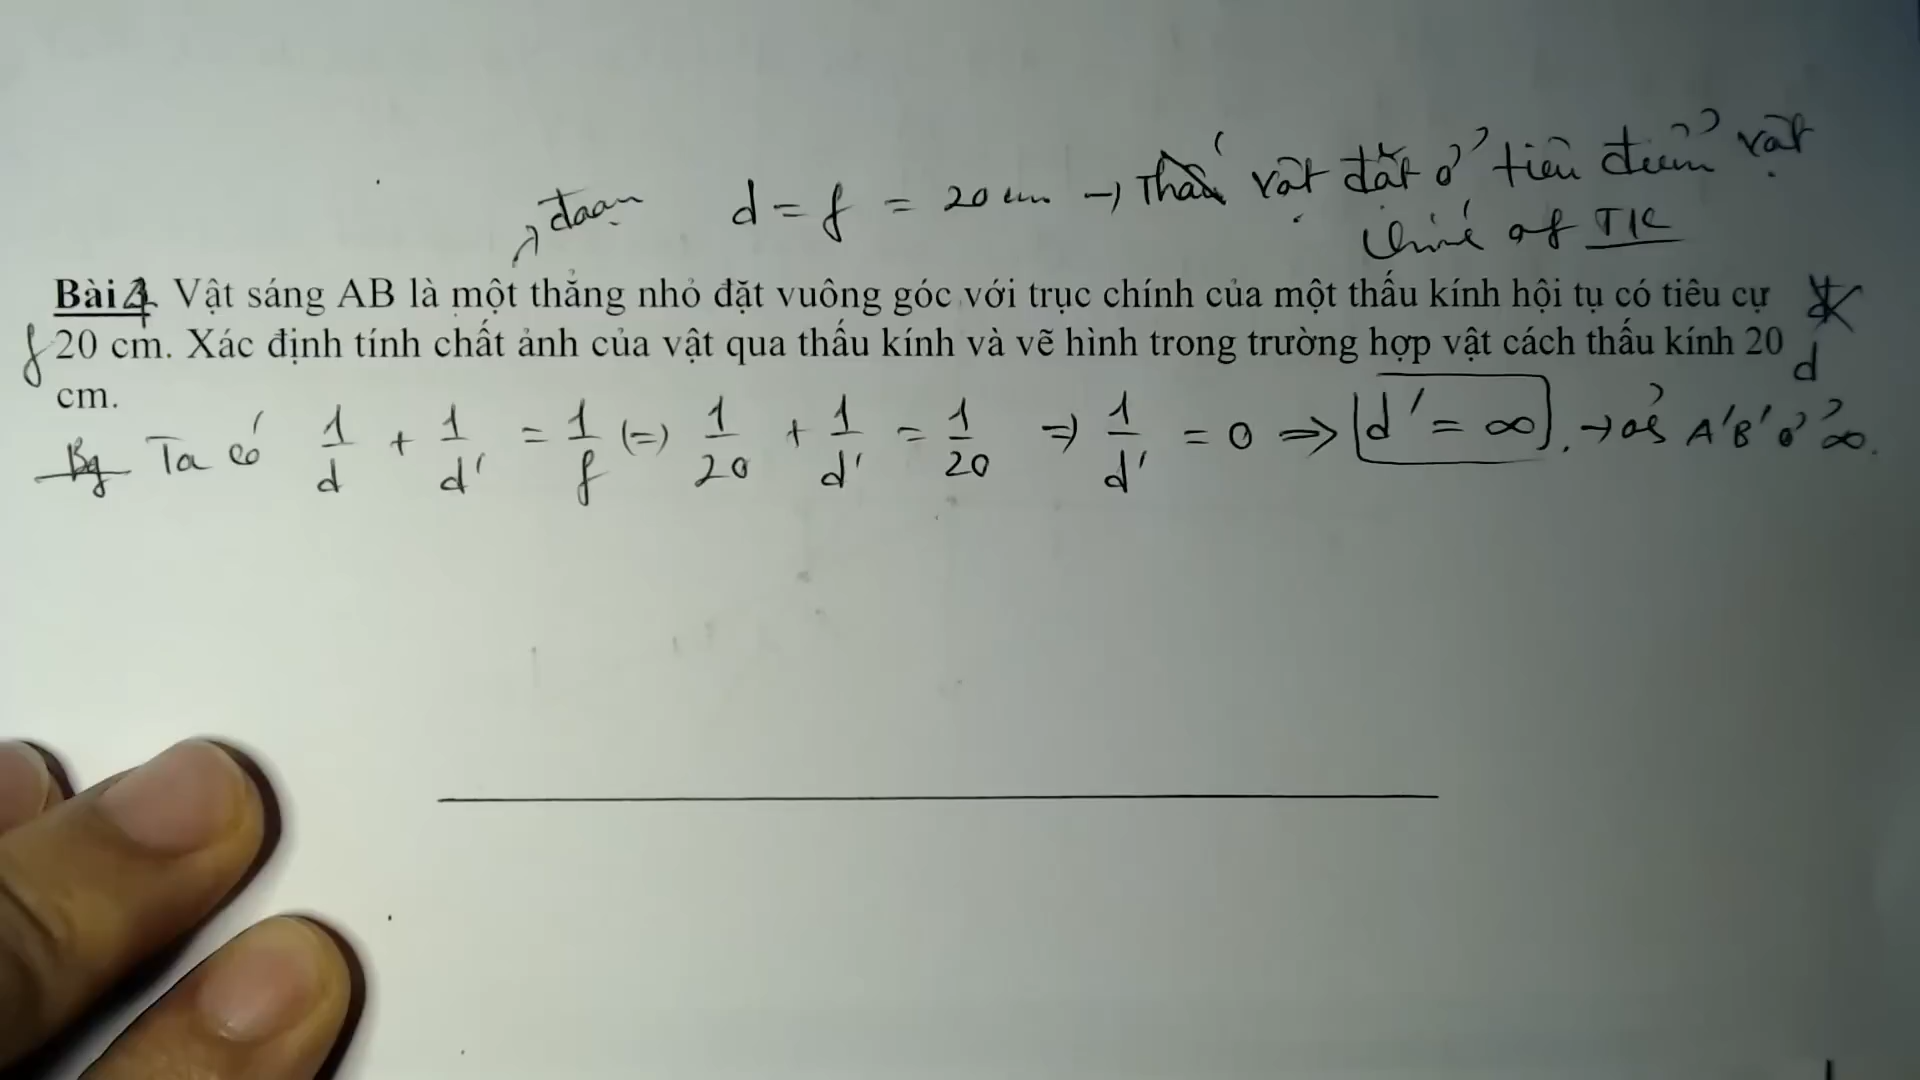 d = f = 20 cm → vật đặt ở tiêu điểm vật
đoạn chính of TK
Bài 4 Vật sáng AB là một thẳng nhỏ đặt vuông góc với trục chính của một thấu kính hội tụ có tiêu cự
f 20 cm. Xác định tính chất ảnh của vật qua thấu kính và vẽ hình trong trường hợp vật cách thấu kính 20 d
cm.
Bg Ta có 1/d + 1/d' = 1/f (=) 1/20 + 1/d' = 1/20 => 1/d' = 0 => d' = ∞. → A'B' ở ∞.